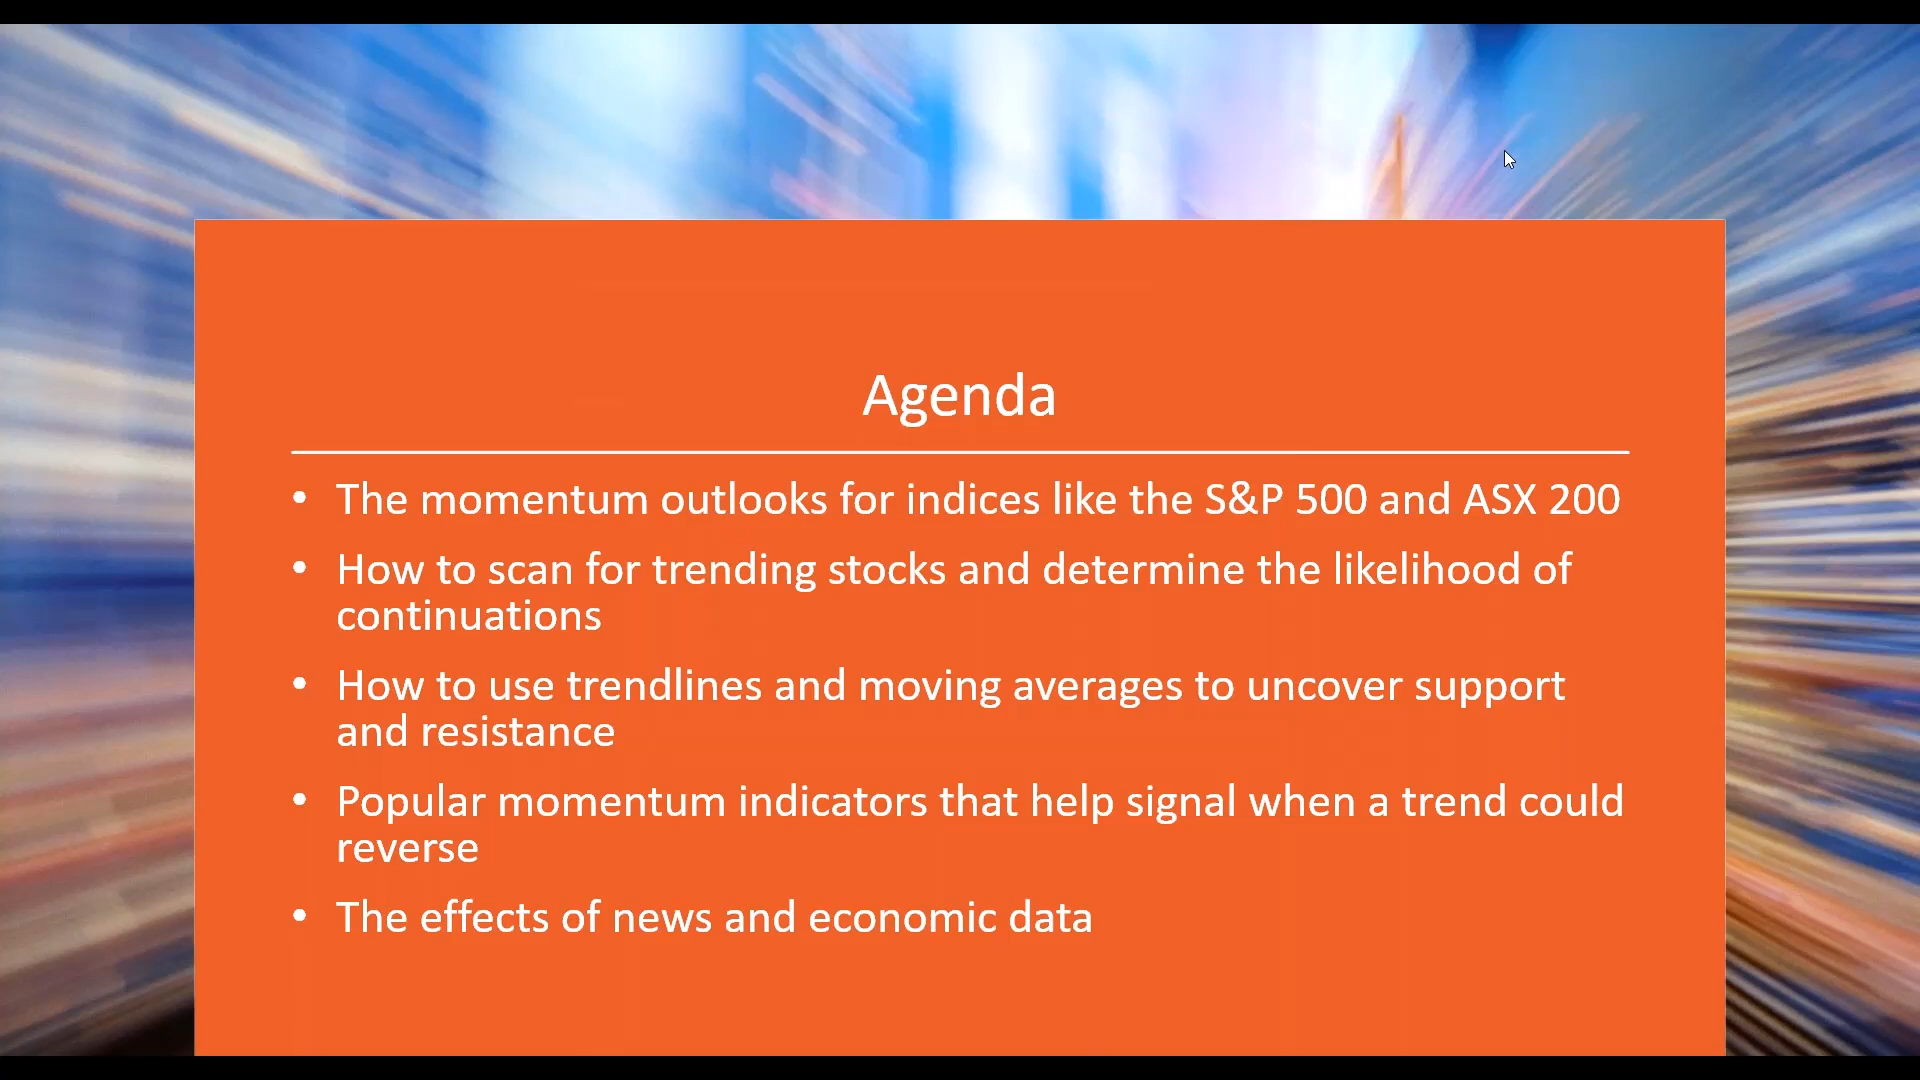 Agenda
• The momentum outlooks for indices like the S&P 500 and ASX 200
• How to scan for trending stocks and determine the likelihood of
continuations
• How to use trendlines and moving averages to uncover support
and resistance
• Popular momentum indicators that help signal when a trend could
reverse
• The effects of news and economic data